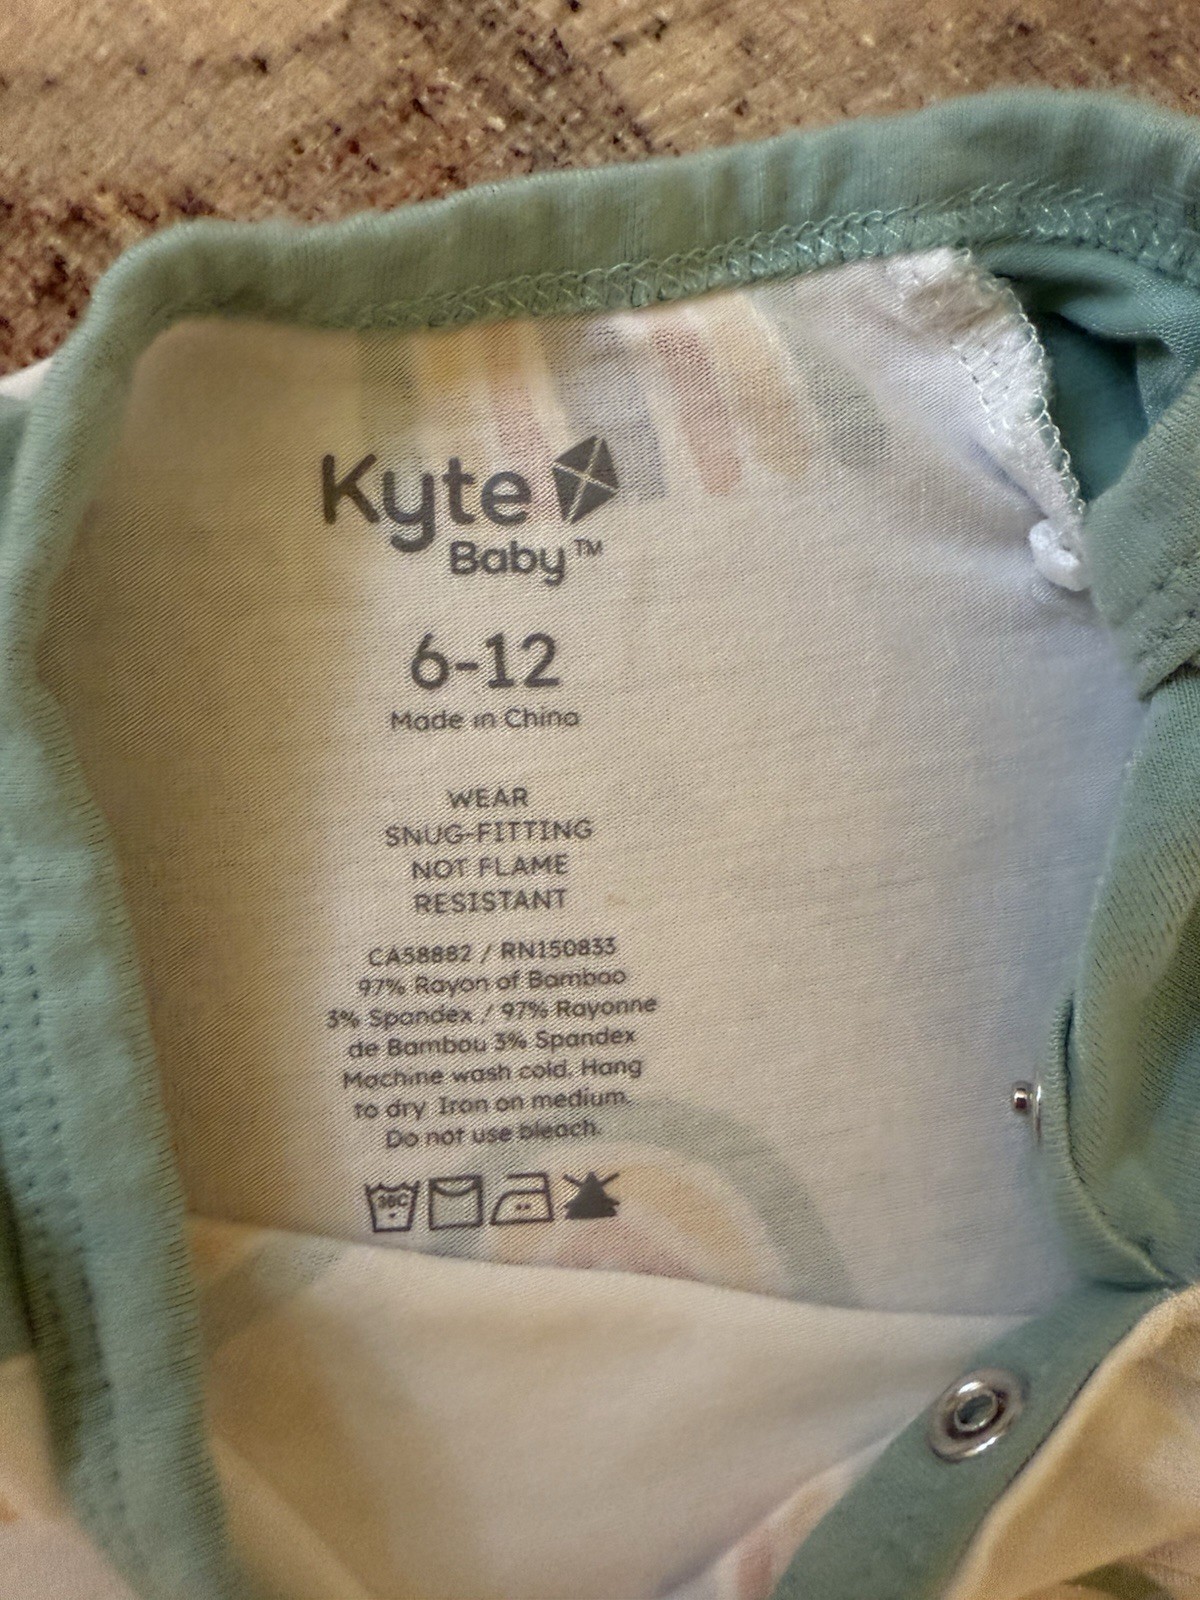 Kyte
Baby™
6-12
Made in China
WEAR
SNUG-FITTING
NOT FLAME
RESISTANT
CA58882 / RN150833
97% Rayon of Bamboo
3% Spandex / 97% Rayonne
de Bambou 3% Spandex
Machine wash cold. Hang
to dry. Iron on medium.
Do not use bleach.
30C